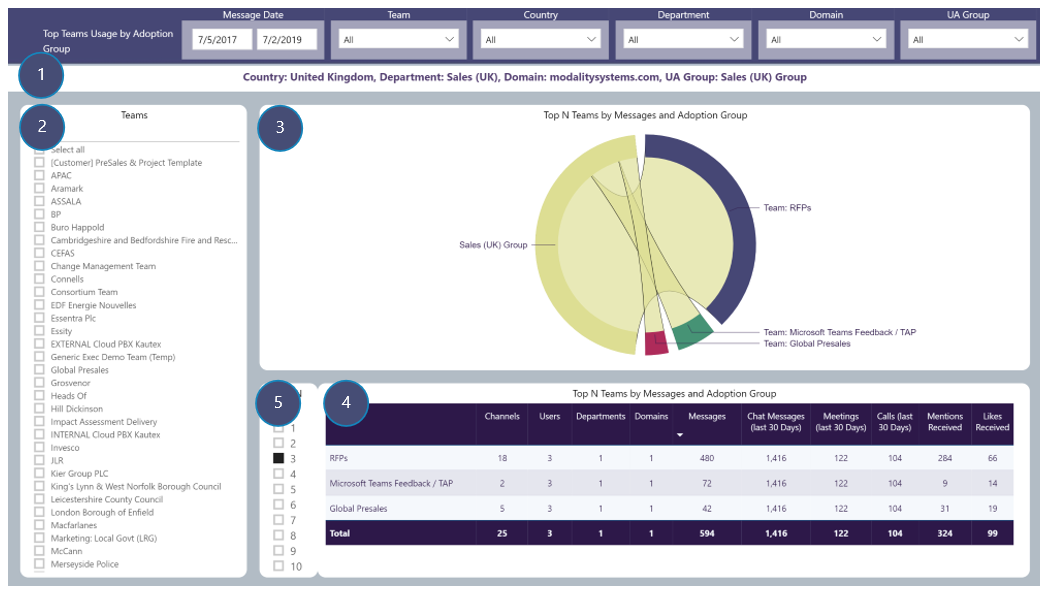 Top Teams Usage by Adoption
Group
Message Date
7/5/2017
7/2/2019
Team
All
Country
All
Department
All
Domain
All
UA Group
All
1
Country: United Kingdom, Department: Sales (UK), Domain: modalitysystems.com, UA Group: Sales (UK) Group
2
Teams
Select all
[Customer] PreSales & Project Template
APAC
Aramark
ASSALA
BP
Buro Happold
Cambridgeshire and Bedfordshire Fire and Resc...
CEFAS
Change Management Team
Connells
Consortium Team
EDF Energie Nouvelles
Essentra Plc
Essity
EXTERNAL Cloud PBX Kautex
Generic Exec Demo Team (Temp)
Global Presales
Grosvenor
Heads Of
Hill Dickinson
Impact Assessment Delivery
INTERNAL Cloud PBX Kautex
Invesco
JLR
Kier Group PLC
King's Lynn & West Norfolk Borough Council
Leicestershire County Council
London Borough of Enfield
Macfarlanes
Marketing: Local Govt (LRG)
McCann
Merseyside Police
3
Top N Teams by Messages and Adoption Group
Team: RFPs
Sales (UK) Group
Team: Microsoft Teams Feedback / TAP
Team: Global Presales
5
N
1
2
3
4
5
6
7
8
9
10
4
Top N Teams by Messages and Adoption Group
Channels Users Departments Domains Messages Chat Messages (last 30 Days) Meetings (last 30 Days) Calls (last 30 Days) Mentions Received Likes Received
RFPs 18 3 1 1 480 1,416 122 104 284 66
Microsoft Teams Feedback / TAP 2 3 1 1 72 1,416 122 104 9 14
Global Presales 5 3 1 1 42 1,416 122 104 31 19
Total 25 3 1 1 594 1,416 122 104 324 99